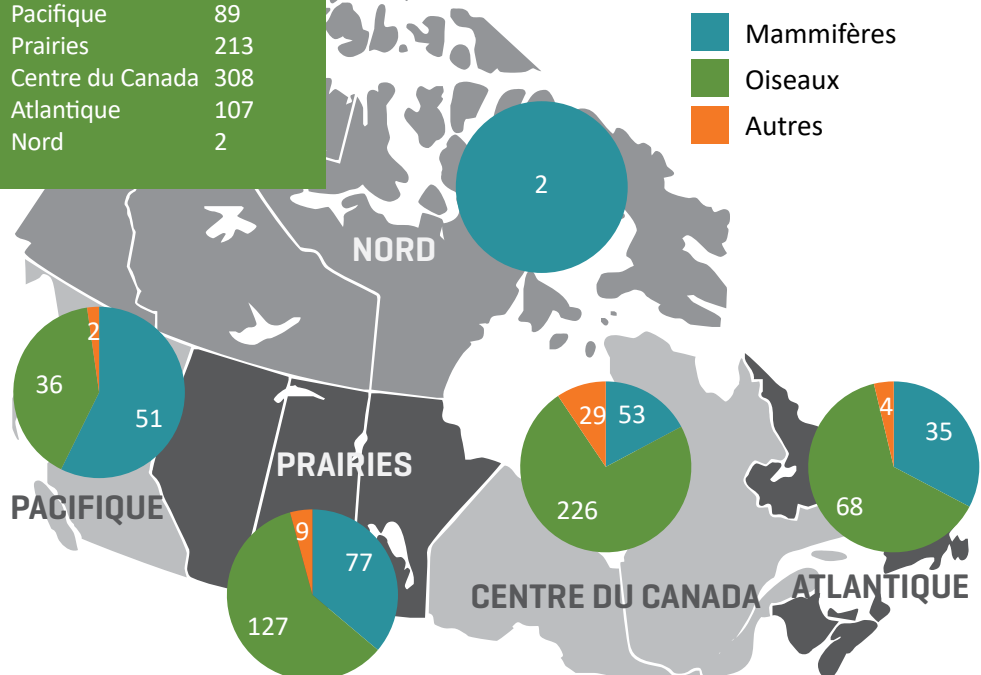 Pacifique 89
Prairies 213
Centre du Canada 308
Atlantique 107
Nord 2
Mammifères
Oiseaux
Autres
2
NORD
2
36
51
PACIFIQUE
PRAIRIES
9
77
127
29
53
226
CENTRE DU CANADA
4
35
68
ATLANTIQUE